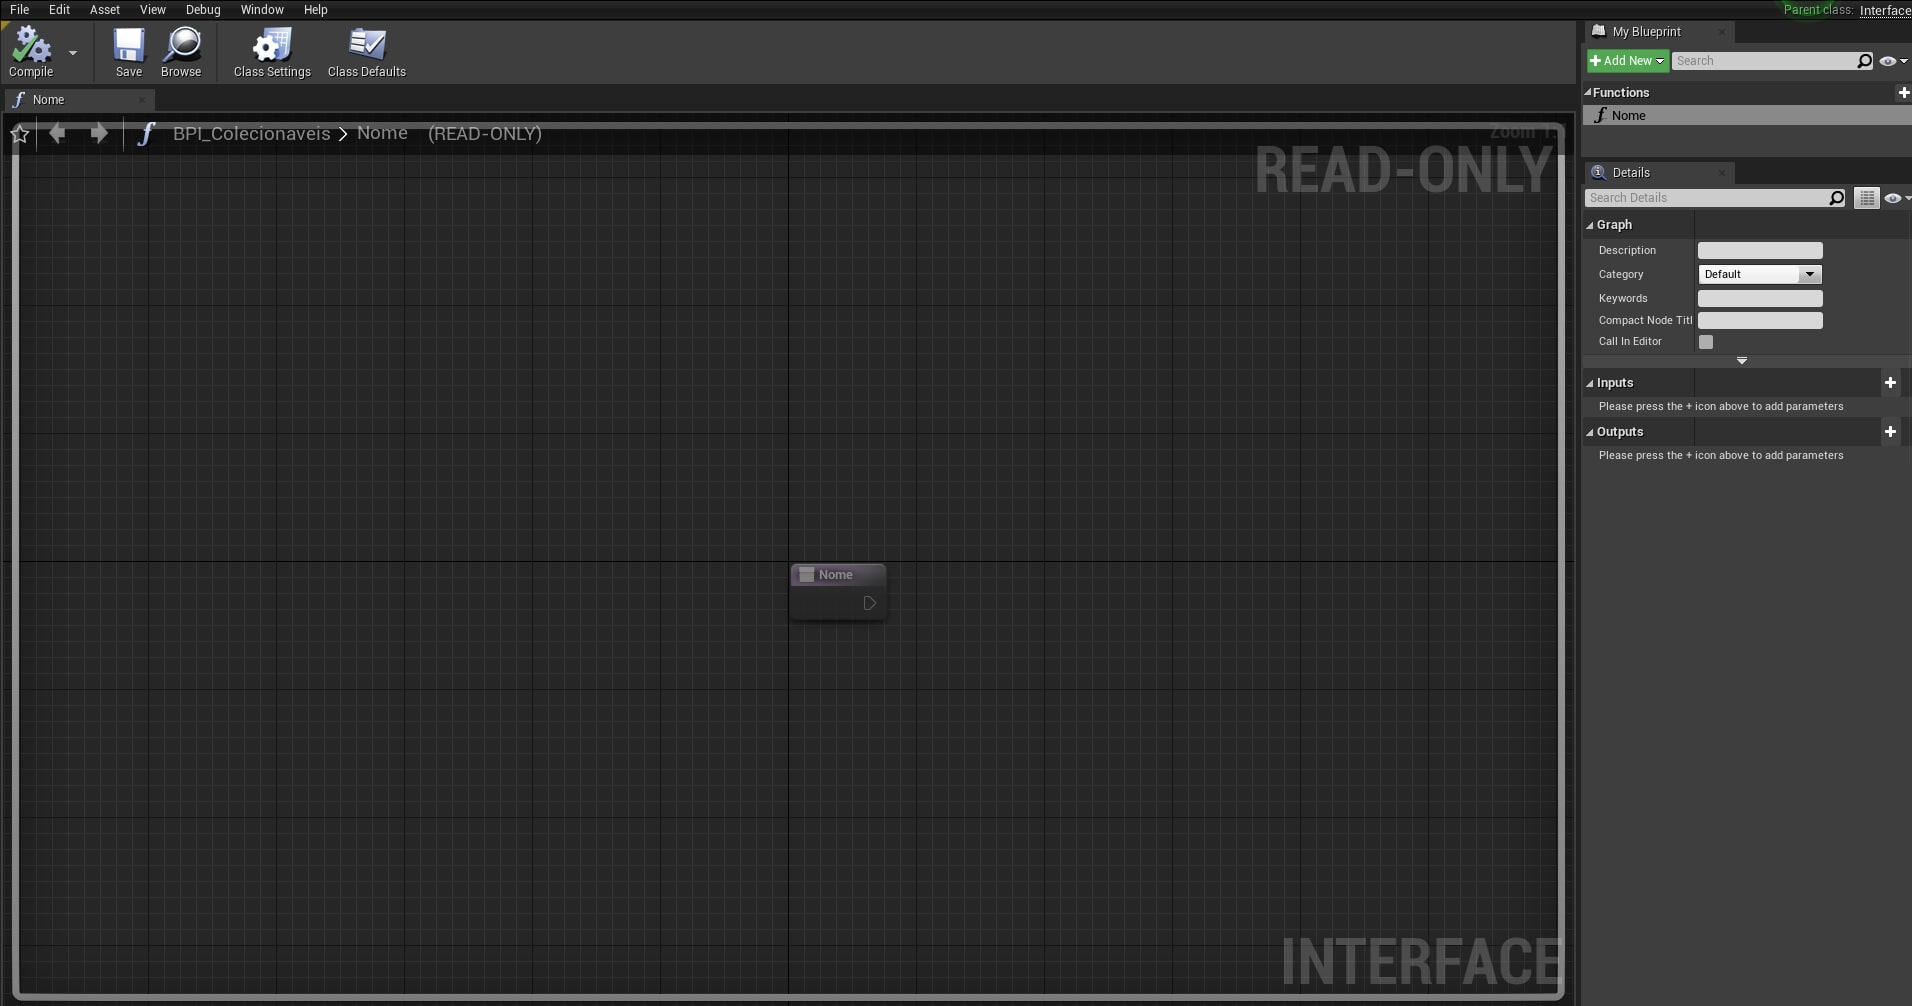 File Edit Asset View Debug Window Help
Parent class: Interface
Compile Save Browse Class Settings Class Defaults
My Blueprint
Add New Search
Nome
Functions
Nome
BPI_Colecionaveis > Nome (READ-ONLY)
Zoom 1:1
READ-ONLY
Details
Search Details
Graph
Description
Category Default
Keywords
Compact Node Titl
Call In Editor
Inputs
Please press the + icon above to add parameters
Outputs
Please press the + icon above to add parameters
Nome
INTERFACE